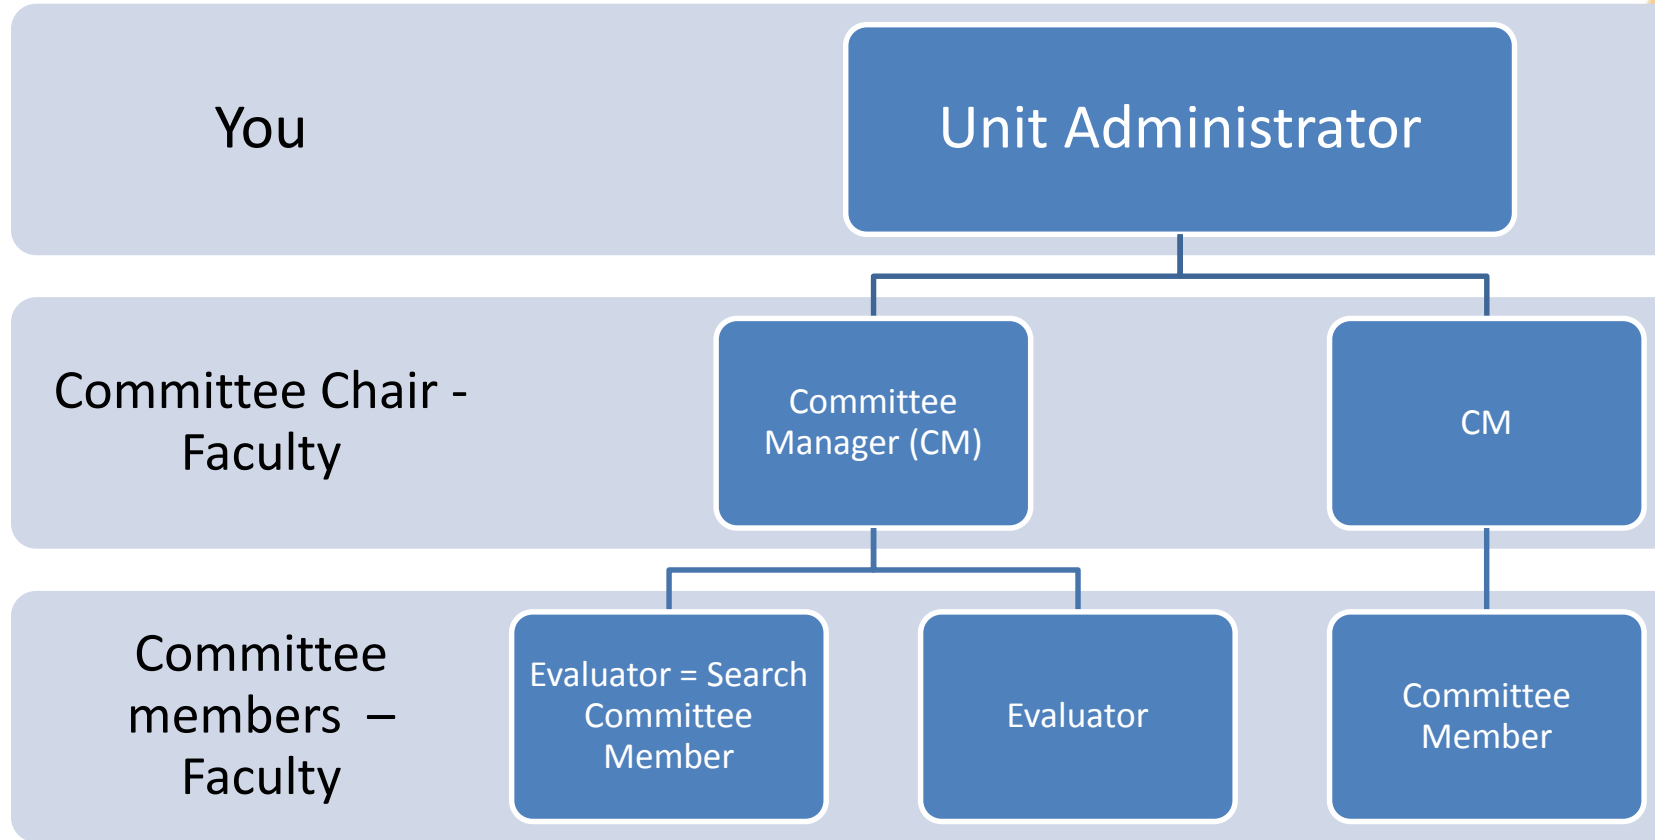 You
Unit Administrator
Committee Chair -
Faculty
Committee
Manager (CM)
CM
Committee
members –
Faculty
Evaluator = Search
Committee
Member
Evaluator
Committee
Member